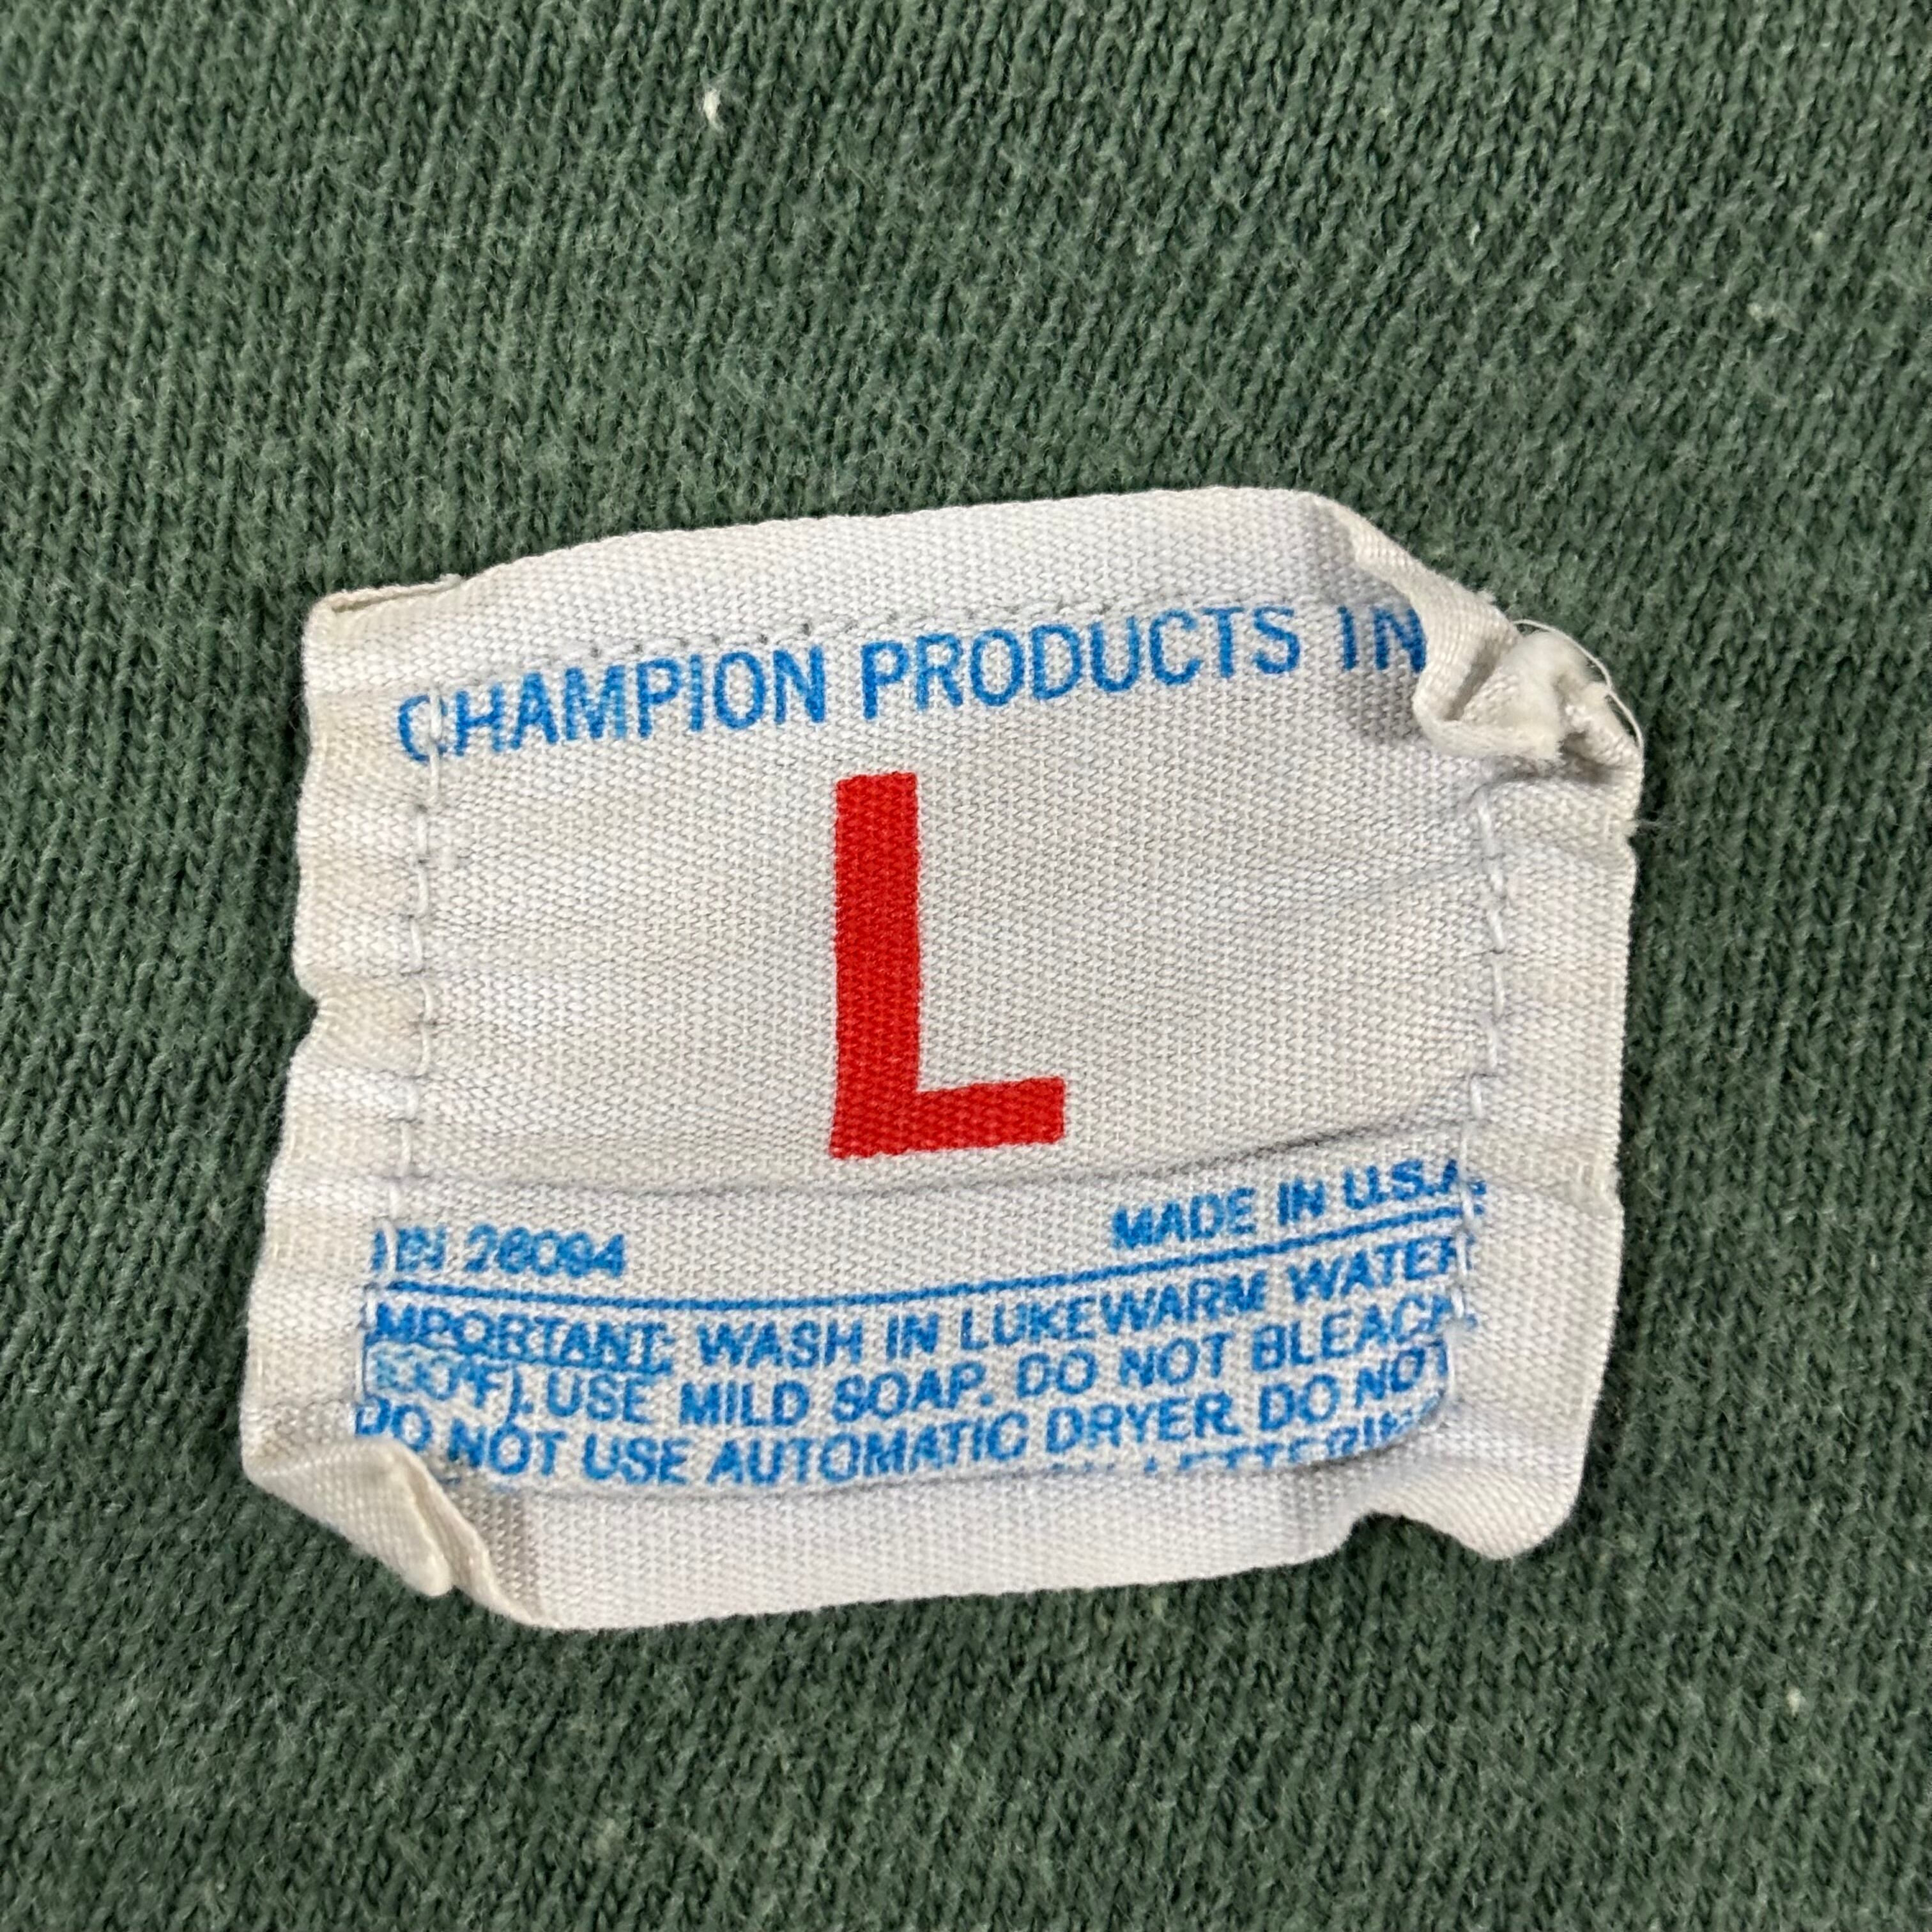 CHAMPION PRODUCTS IN
L
MADE IN U.S.A.
RN 26094
IMPORTANT: WASH IN LUKEWARM WATER
USE MILD SOAP. DO NOT BLEACH.
DO NOT USE AUTOMATIC DRYER. DO NOT